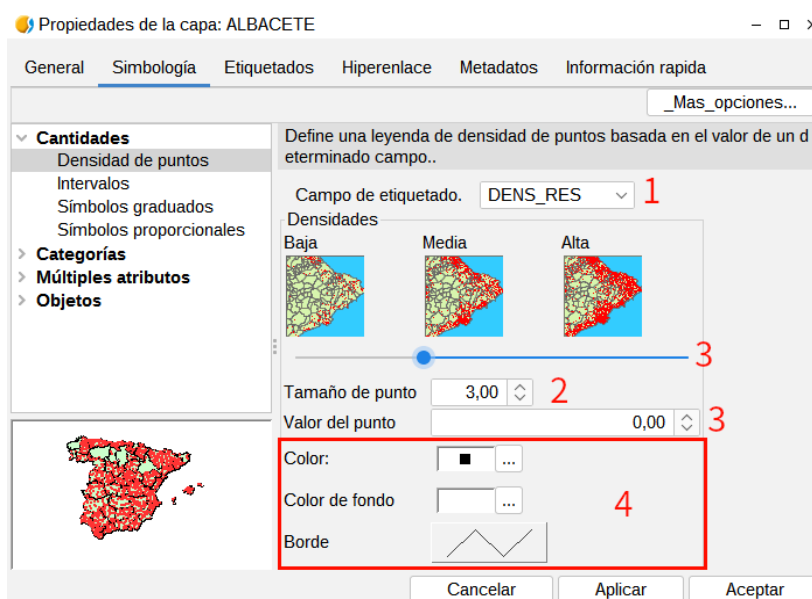 Propiedades de la capa: ALBACETE
General Simbología Etiquetados Hiperenlace Metadatos Información rapida
_Mas_opciones...
Cantidades
Densidad de puntos
Intervalos
Símbolos graduados
Símbolos proporcionales
Categorías
Múltiples atributos
Objetos
Define una leyenda de densidad de puntos basada en el valor de un d
eterminado campo..
Campo de etiquetado. DENS_RES 1
Densidades
Baja Media Alta
3
Tamaño de punto 3,00 2
Valor del punto 0,00 3
Color: ...
Color de fondo ... 4
Borde
Cancelar Aplicar Aceptar